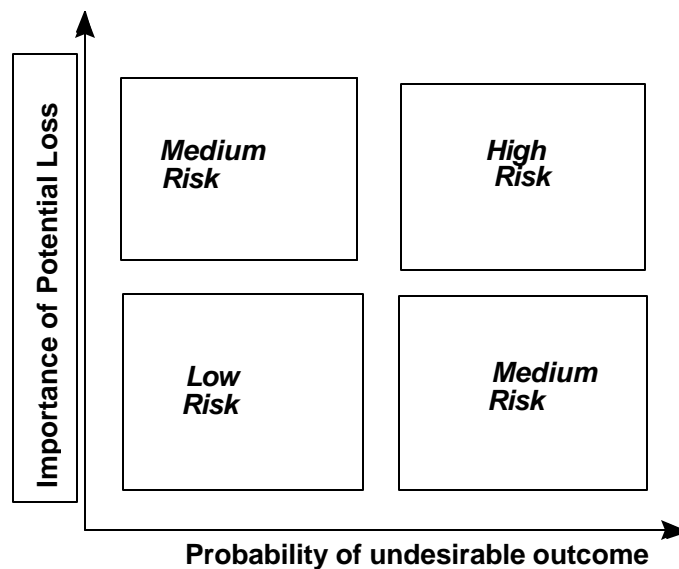 Importance of Potential Loss
Medium
Risk
High
Risk
Low
Risk
Medium
Risk
Probability of undesirable outcome